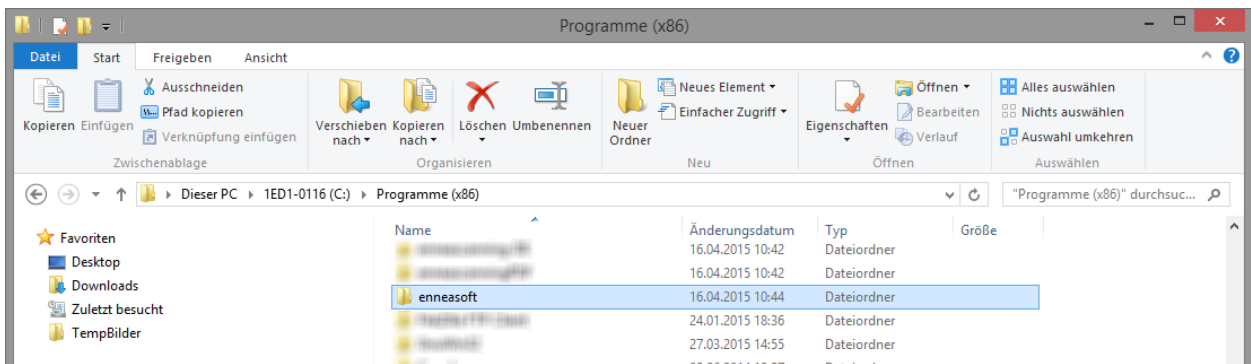 Programme (x86)
Datei Start Freigeben Ansicht
Kopieren Einfügen Ausschneiden Pfad kopieren Verknüpfung einfügen
Zwischenablage
Verschieben nach Kopieren nach Löschen Umbenennen
Organisieren
Neuer Ordner Neues Element Einfacher Zugriff
Neu
Eigenschaften Öffnen Bearbeiten Verlauf
Öffnen
Alles auswählen Nichts auswählen Auswahl umkehren
Auswählen
Dieser PC 1ED1-0116 (C:) Programme (x86) "Programme (x86)" durchsuc...
Favoriten
Desktop
Downloads
Zuletzt besucht
TempBilder
Name Änderungsdatum Typ Größe
16.04.2015 10:42 Dateiordner
16.04.2015 10:42 Dateiordner
enneasoft 16.04.2015 10:44 Dateiordner
24.01.2015 18:36 Dateiordner
27.03.2015 14:55 Dateiordner